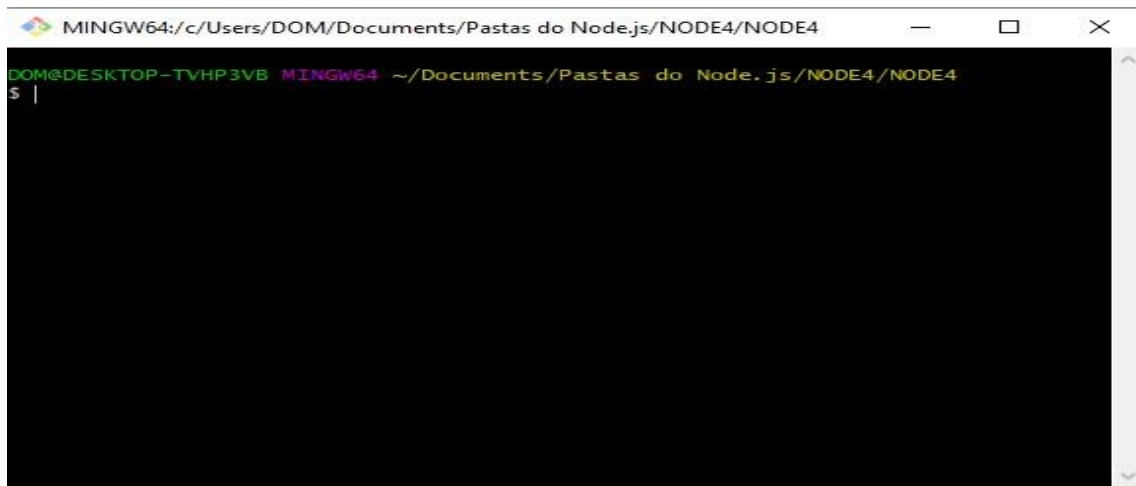 MINGW64:/c/Users/DOM/Documents/Pastas do Node.js/NODE4/NODE4
DOM@DESKTOP-TVHP3VB MINGW64 ~/Documents/Pastas do Node.js/NODE4/NODE4
$